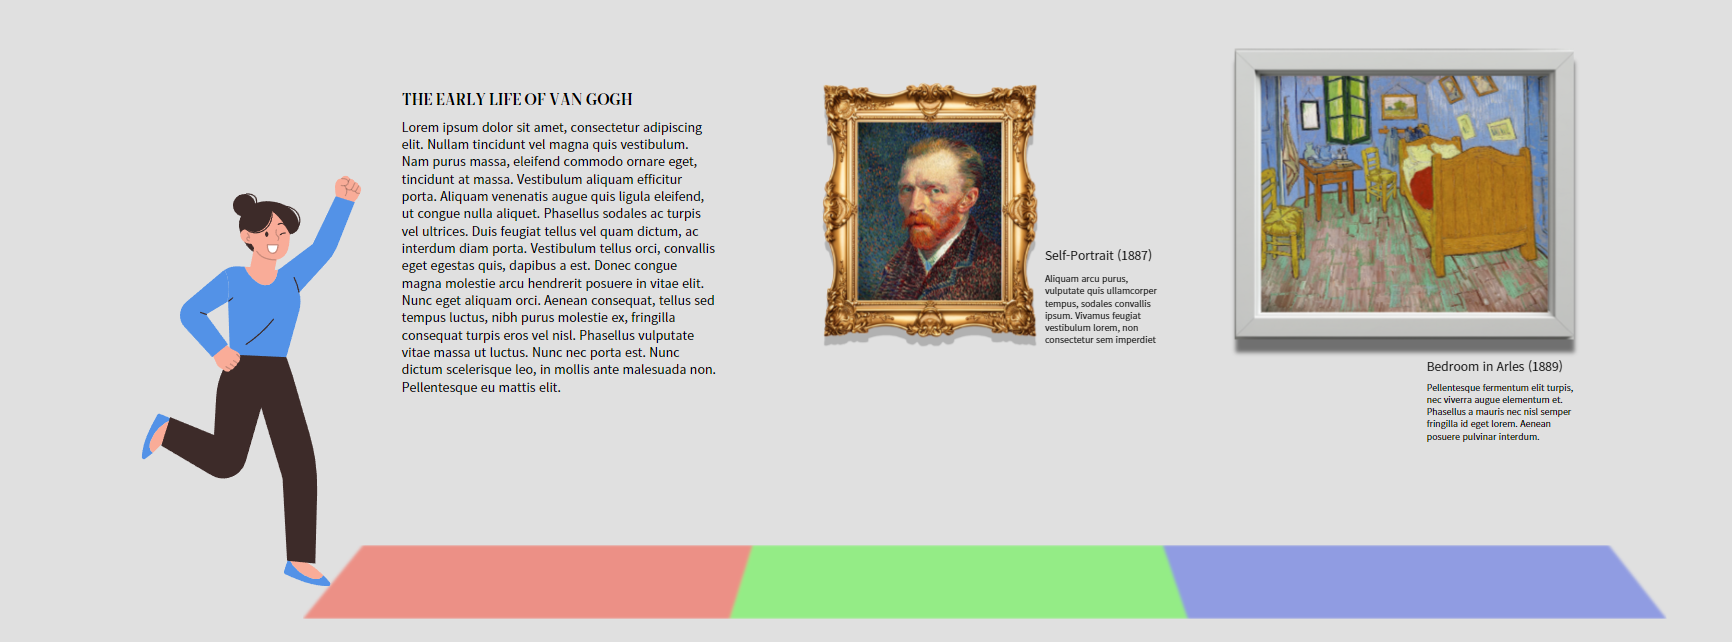 THE EARLY LIFE OF VAN GOGH
Lorem ipsum dolor sit amet, consectetur adipiscing
elit. Nullam tincidunt vel magna quis vestibulum.
Nam purus massa, eleifend commodo ornare eget,
tincidunt at massa. Vestibulum aliquam efficitur
porta. Aliquam venenatis augue quis ligula eleifend,
ut congue nulla aliquet. Phasellus sodales ac turpis
vel ultrices. Duis feugiat tellus vel quam dictum, ac
interdum diam porta. Vestibulum tellus orci, convallis
eget egestas quis, dapibus a est. Donec congue
magna molestie arcu hendrerit posuere in vitae elit.
Nunc eget aliquam orci. Aenean consequat, tellus sed
tempus luctus, nibh purus molestie ex, fringilla
consequat turpis eros vel nisl. Phasellus vulputate
vitae massa ut luctus. Nunc nec porta est. Nunc
dictum scelerisque leo, in mollis ante malesuada non.
Pellentesque eu mattis elit.
Self-Portrait (1887)
Aliquam arcu purus,
vulputate quis ullamcorper
tempus, sodales convallis
ipsum. Vivamus feugiat
vestibulum lorem, non
consectetur sem imperdiet
Bedroom in Arles (1889)
Pellentesque fermentum elit turpis,
nec viverra augue elementum et.
Phasellus a mauris nec nisl semper
fringilla id eget lorem. Aenean
posuere pulvinar interdum.